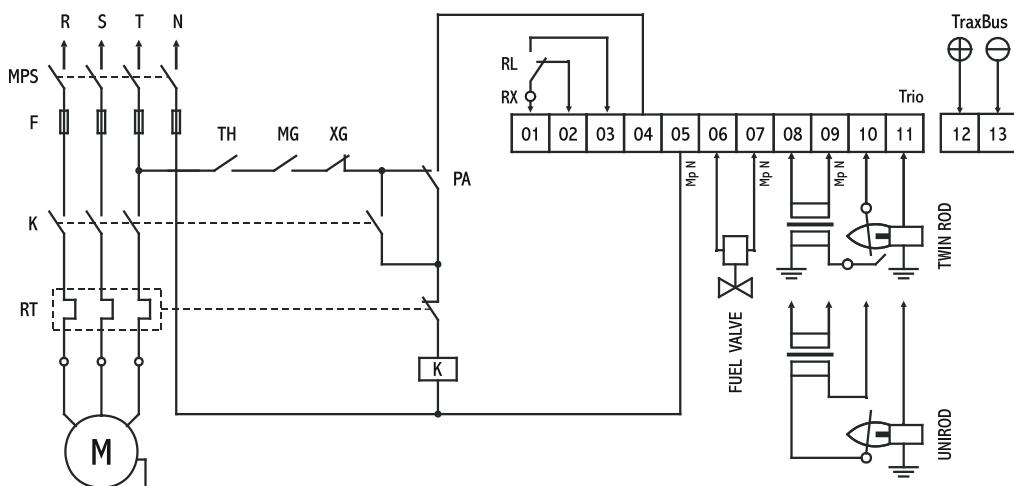 R S T N
TraxBus
MPS
RL
RX
Trio
F
01 02 03 04 05 06 07 08 09 10 11 12 13
TH MG XG
PA
Mp N
Mp N
Mp N
K
TWIN ROD
RT
FUEL VALVE
K
UNIROD
M